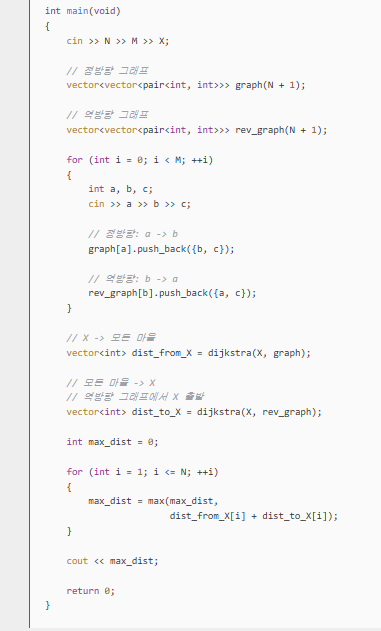 int main(void)
{
    cin >> N >> M >> X;

    // 정방향 그래프
    vector<vector<pair<int, int>>> graph(N + 1);

    // 역방향 그래프
    vector<vector<pair<int, int>>> rev_graph(N + 1);

    for (int i = 0; i < M; ++i)
    {
        int a, b, c;
        cin >> a >> b >> c;

        // 정방향: a -> b
        graph[a].push_back({b, c});

        // 역방향: b -> a
        rev_graph[b].push_back({a, c});
    }

    // X -> 모든 마을
    vector<int> dist_from_X = dijkstra(X, graph);

    // 모든 마을 -> X
    // 역방향 그래프에서 X 출발
    vector<int> dist_to_X = dijkstra(X, rev_graph);

    int max_dist = 0;

    for (int i = 1; i <= N; ++i)
    {
        max_dist = max(max_dist,
                       dist_from_X[i] + dist_to_X[i]);
    }

    cout << max_dist;

    return 0;
}